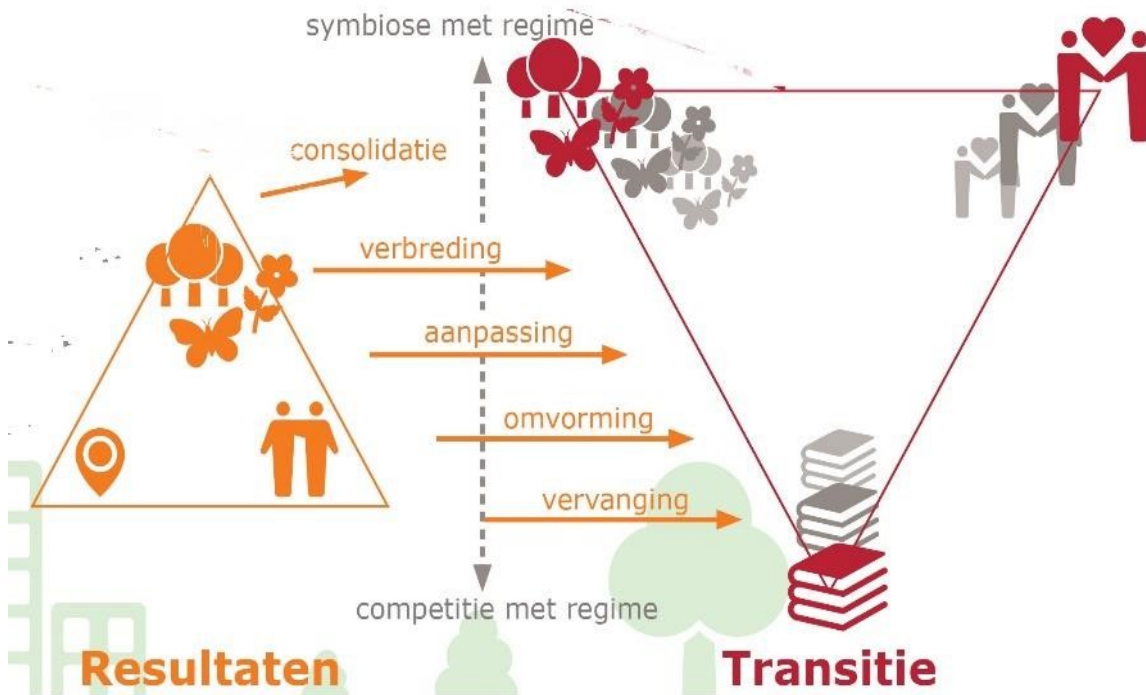 symbiose met regime
consolidatie
verbreding
aanpassing
omvorming
vervanging
competitie met regime
Resultaten
Transitie